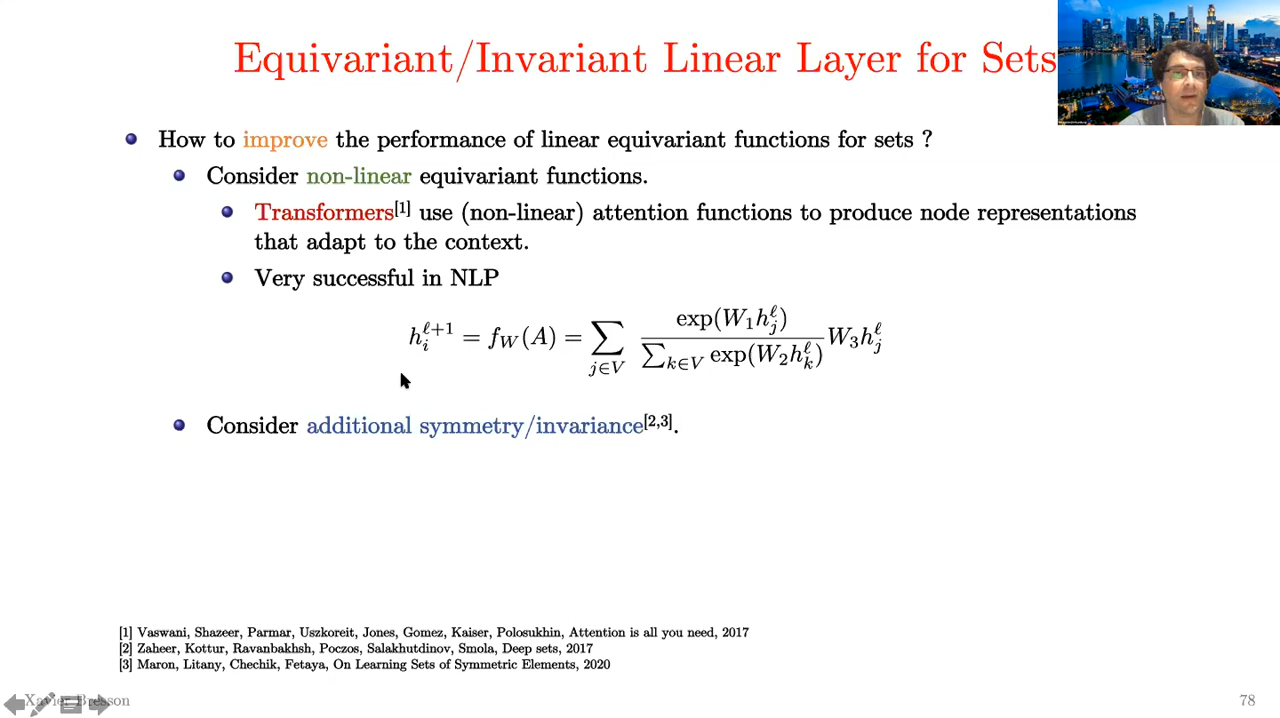 Equivariant/Invariant Linear Layer for Sets
How to improve the performance of linear equivariant functions for sets ?
Consider non-linear equivariant functions.
Transformers[1] use (non-linear) attention functions to produce node representations
that adapt to the context.
Very successful in NLP
h_i^{ℓ+1} = f_W(A) = \sum_{j∈V} \frac{exp(W_1 h_j^ℓ)}{\sum_{k∈V} exp(W_2 h_k^ℓ)} W_3 h_j^ℓ
Consider additional symmetry/invariance[2,3].
[1] Vaswani, Shazeer, Parmar, Uszkoreit, Jones, Gomez, Kaiser, Polosukhin, Attention is all you need, 2017
[2] Zaheer, Kottur, Ravanbakhsh, Poczos, Salakhutdinov, Smola, Deep sets, 2017
[3] Maron, Litany, Chechik, Fetaya, On Learning Sets of Symmetric Elements, 2020
Xavier Bresson
78